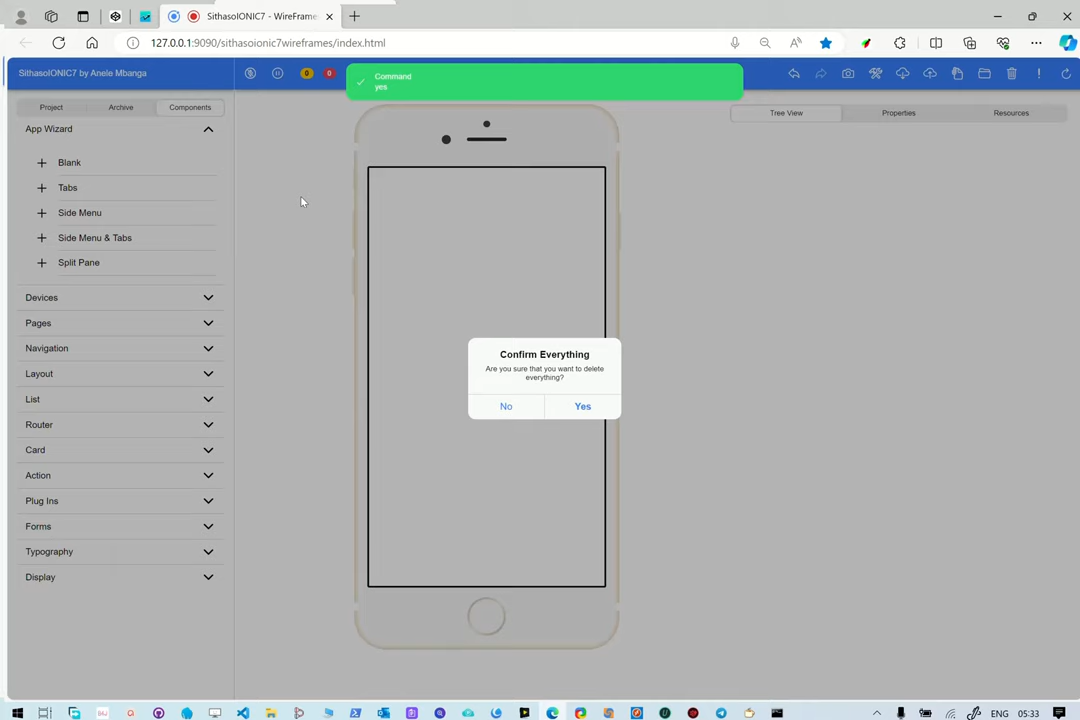 SithasoIONIC7 - WireFrame
127.0.0.1:9090/sithasoionic7wireframes/index.html
SithasoIONIC7 by Anele Mbanga
0
0
Command
yes
Project
Archive
Components
Tree View
Properties
Resources
App Wizard
Blank
Tabs
Side Menu
Side Menu & Tabs
Split Pane
Devices
Pages
Navigation
Layout
List
Router
Card
Action
Plug Ins
Forms
Typography
Display
Confirm Everything
Are you sure that you want to delete
everything?
No
Yes
B4J
ENG
05:33